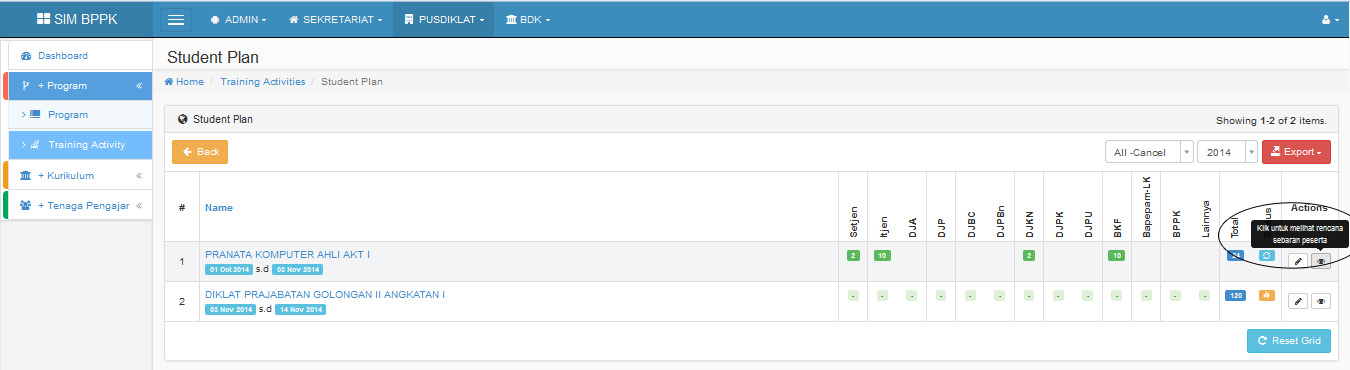 SIM BPPK
ADMIN
SEKRETARIAT
PUSDIKLAT
BDK
Dashboard
+ Program
Program
Training Activity
+ Kurikulum
+ Tenaga Pengajar
Student Plan
Home / Training Activities / Student Plan
Student Plan
Showing 1-2 of 2 items.
Back
All -Cancel
2014
Export
# Name Setjen Itjen DJA DJP DJBC DJPBn DJKN DJPK DJPU BKF Bapepam-LK BPPK Lainnya Total Actions
Klik untuk melihat rencana
sebaran peserta
1 PRANATA KOMPUTER AHLI AKT I 2 10 2 10 24
01 Oct 2014 s.d 03 Nov 2014
2 DIKLAT PRAJABATAN GOLONGAN II ANGKATAN I - - - - - - - - - - - - - 120
03 Nov 2014 s.d 14 Nov 2014
Reset Grid